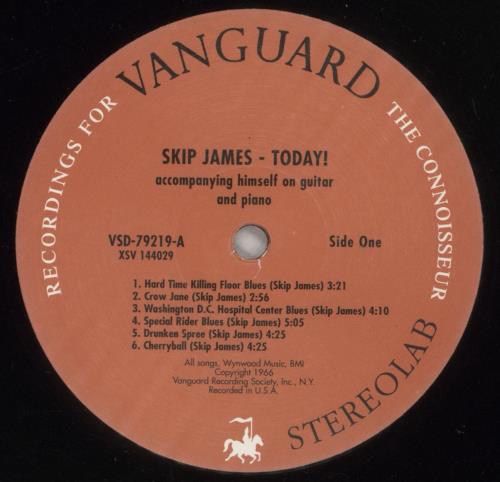 RECORDINGS FOR VANGUARD THE CONNOISSEUR
SKIP JAMES - TODAY!
accompanying himself on guitar
and piano
VSD-79219-A
XSV 144029
Side One
1. Hard Time Killing Floor Blues (Skip James) 3:21
2. Crow Jane (Skip James) 2:56
3. Washington D.C. Hospital Center Blues (Skip James) 4:10
4. Special Rider Blues (Skip James) 5:05
5. Drunken Spree (Skip James) 4:25
6. Cherryball (Skip James) 4:25
All songs, Wynwood Music, BMI
Copyright 1966
Vanguard Recording Society, Inc., N.Y.
Recorded in U.S.A.
STEREOLAB